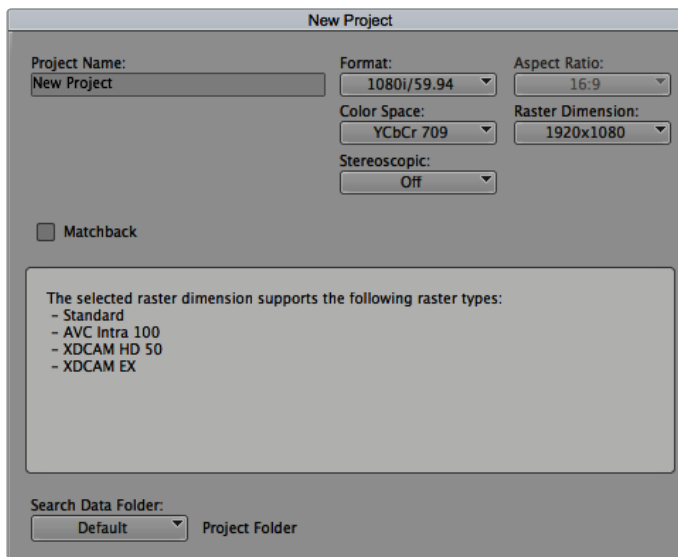 New Project
Project Name:
New Project
Format:
1080i/59.94
Aspect Ratio:
16:9
Color Space:
YCbCr 709
Raster Dimension:
1920x1080
Stereoscopic:
Off
Matchback
The selected raster dimension supports the following raster types:
– Standard
– AVC Intra 100
– XDCAM HD 50
– XDCAM EX
Search Data Folder:
Default
Project Folder